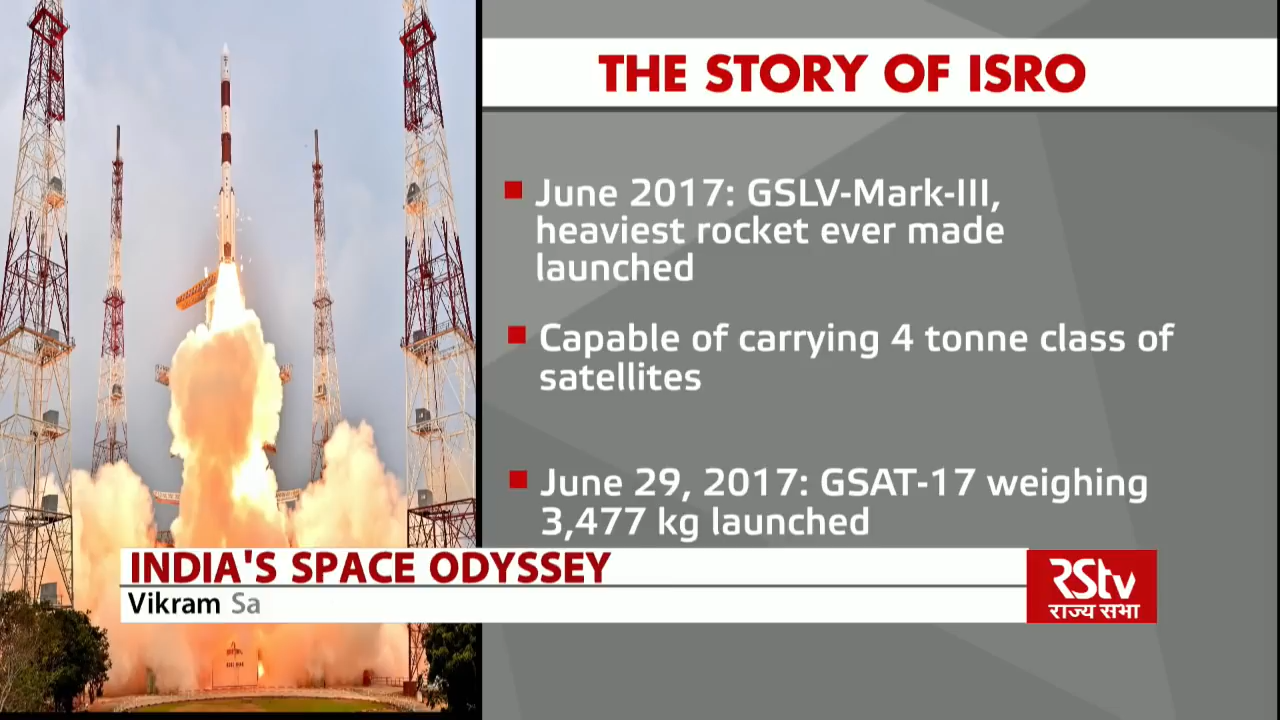 THE STORY OF ISRO
June 2017: GSLV-Mark-III,
heaviest rocket ever made
launched
Capable of carrying 4 tonne class of
satellites
June 29, 2017: GSAT-17 weighing
3,477 kg launched
INDIA'S SPACE ODYSSEY
Vikram Sa
RStv
राज्य सभा